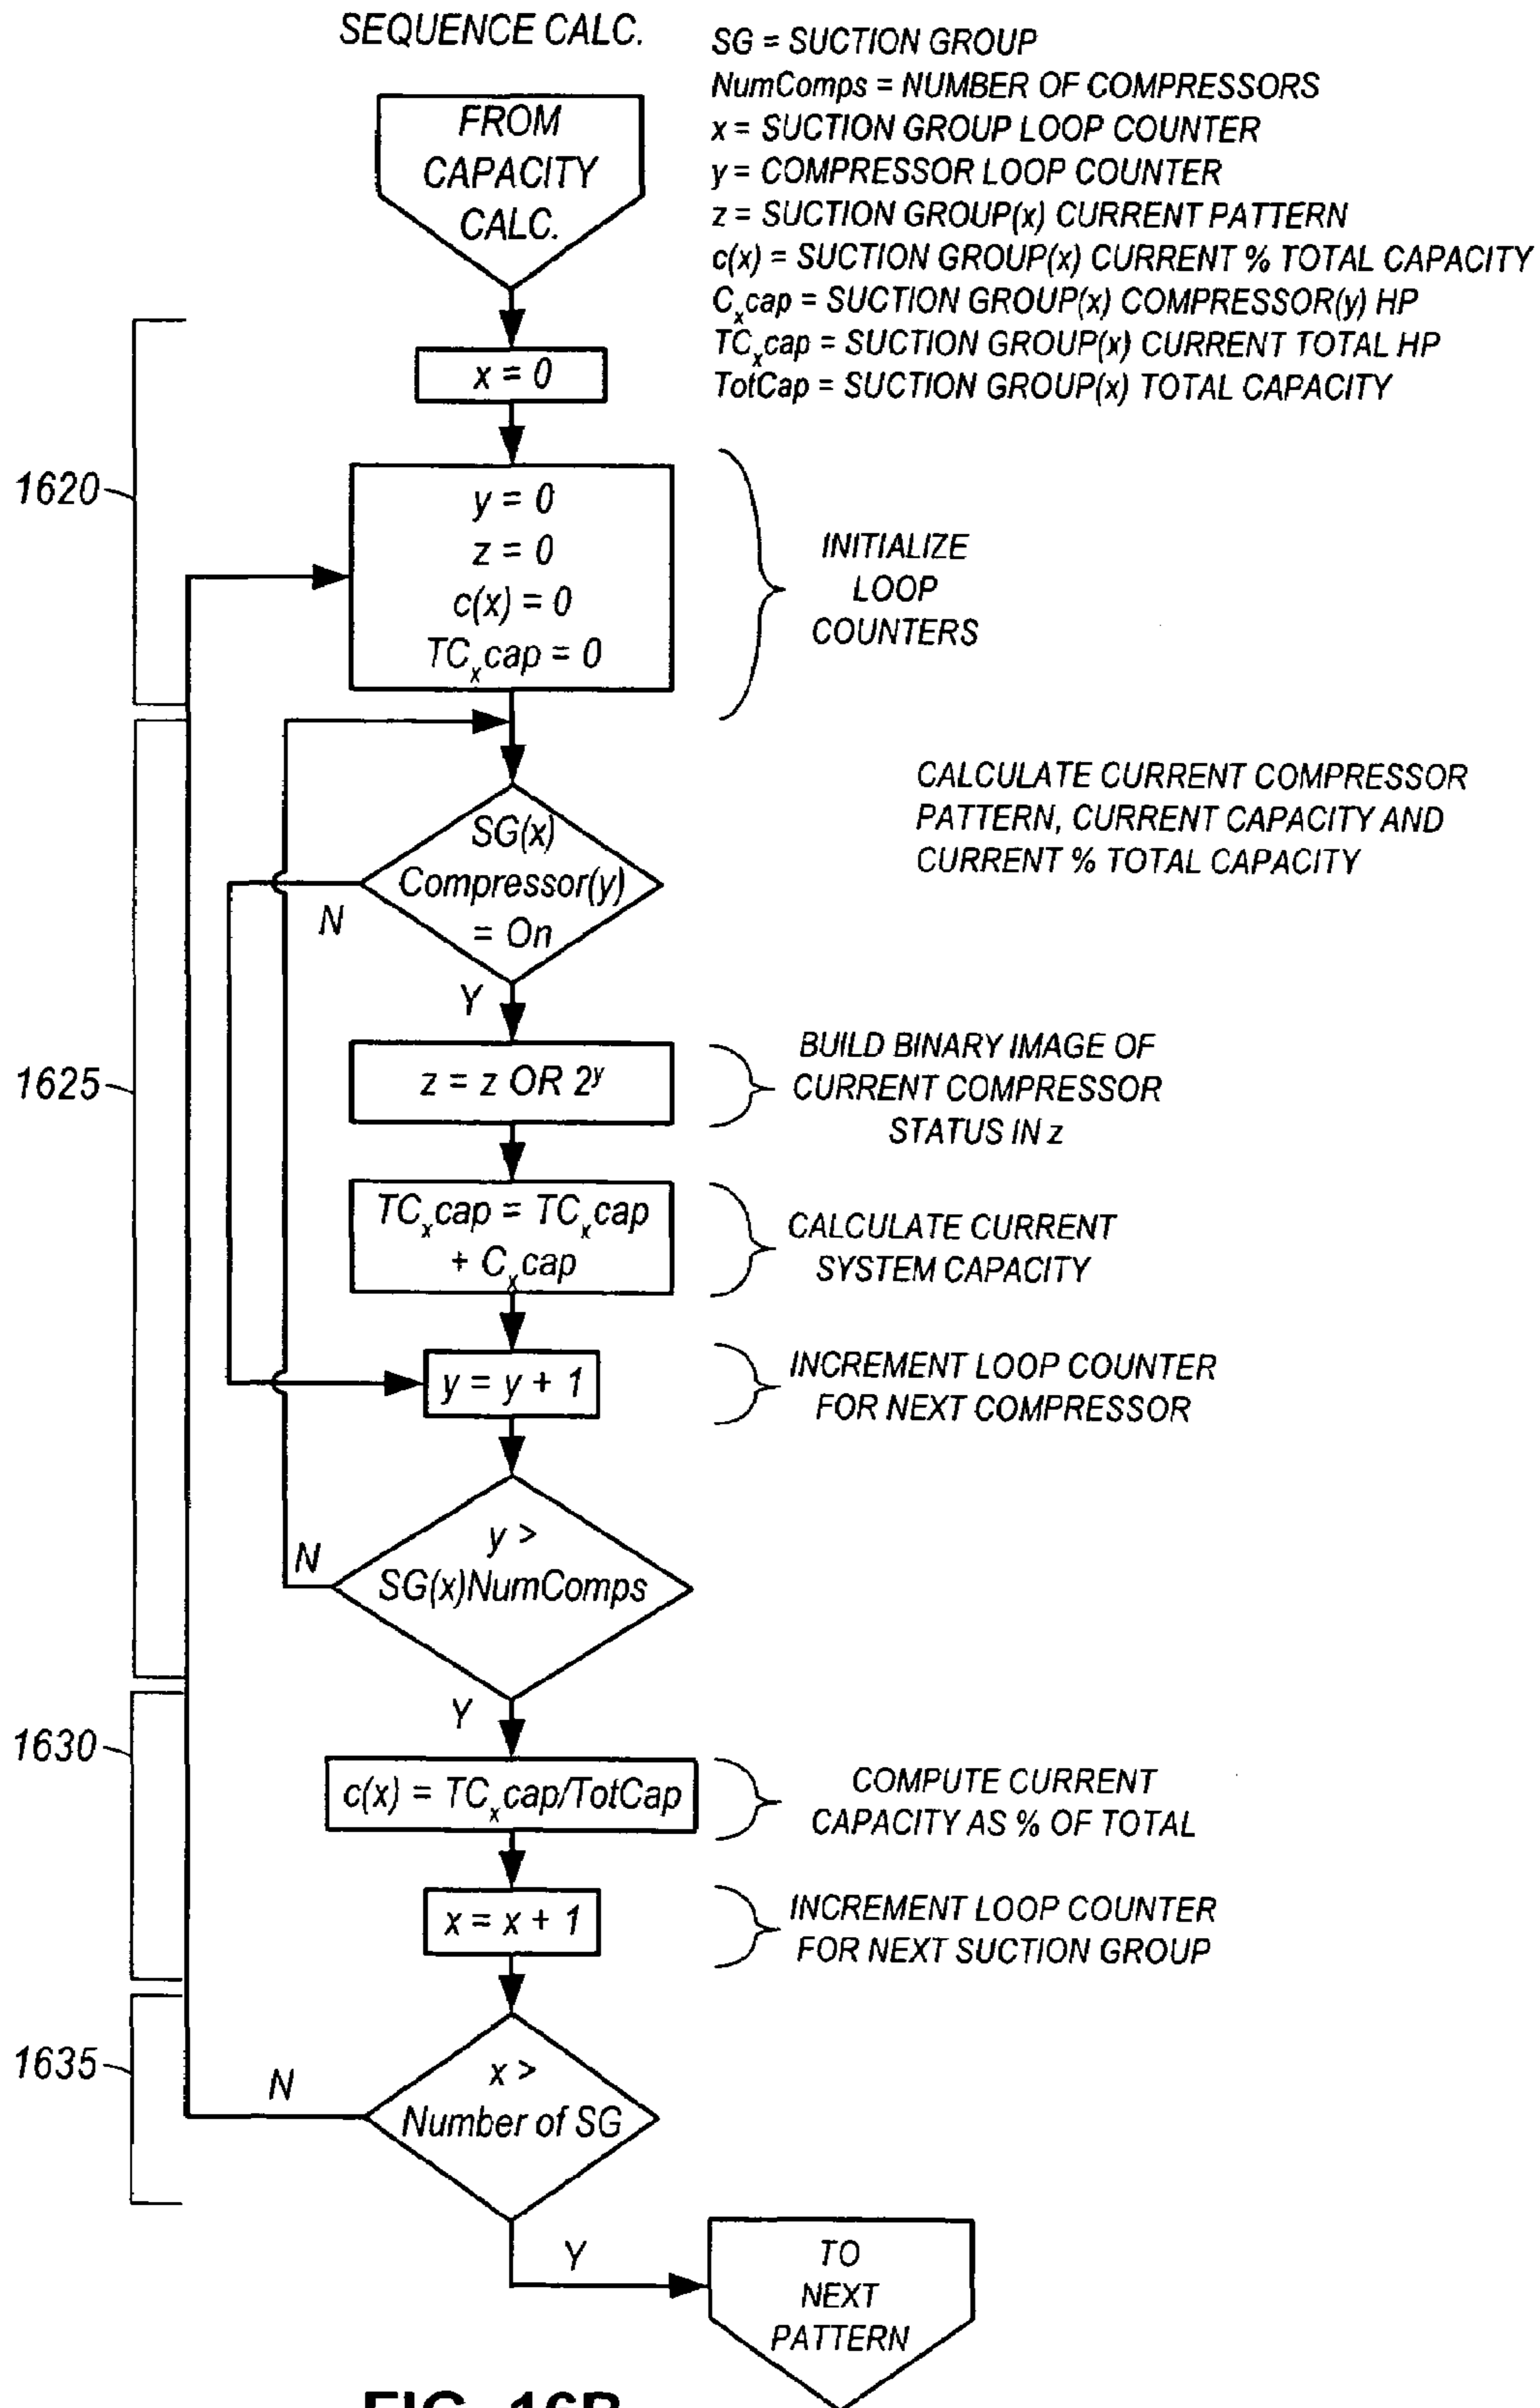 SEQUENCE CALC.
SG = SUCTION GROUP
NumComps = NUMBER OF COMPRESSORS
x = SUCTION GROUP LOOP COUNTER
y = COMPRESSOR LOOP COUNTER
z = SUCTION GROUP(x) CURRENT PATTERN
c(x) = SUCTION GROUP(x) CURRENT % TOTAL CAPACITY
Cₓcap = SUCTION GROUP(x) COMPRESSOR(y) HP
TCₓcap = SUCTION GROUP(x) CURRENT TOTAL HP
TotCap = SUCTION GROUP(x) TOTAL CAPACITY
FROM
CAPACITY
CALC.
x = 0
1620
y = 0
z = 0
c(x) = 0
TCₓcap = 0
INITIALIZE
LOOP
COUNTERS
CALCULATE CURRENT COMPRESSOR
PATTERN, CURRENT CAPACITY AND
CURRENT % TOTAL CAPACITY
SG(x)
Compressor(y)
= On
N
Y
1625
z = z OR 2ʸ
BUILD BINARY IMAGE OF
CURRENT COMPRESSOR
STATUS IN z
TCₓcap = TCₓcap
+ Cₓcap
CALCULATE CURRENT
SYSTEM CAPACITY
y = y + 1
INCREMENT LOOP COUNTER
FOR NEXT COMPRESSOR
y >
SG(x)NumComps
N
Y
1630
c(x) = TCₓcap/TotCap
COMPUTE CURRENT
CAPACITY AS % OF TOTAL
x = x + 1
INCREMENT LOOP COUNTER
FOR NEXT SUCTION GROUP
1635
x >
Number of SG
N
Y
TO
NEXT
PATTERN
FIG. 16B